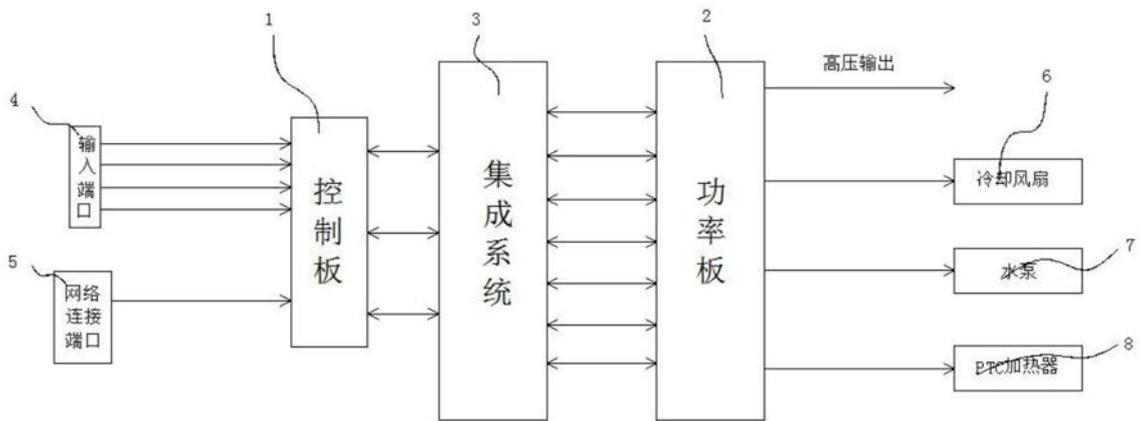 1
3
2
高压输出
4
6
输入端口
冷却风扇
控制板
集成系统
功率板
5
7
网络
连接
端口
水泵
8
PTC加热器